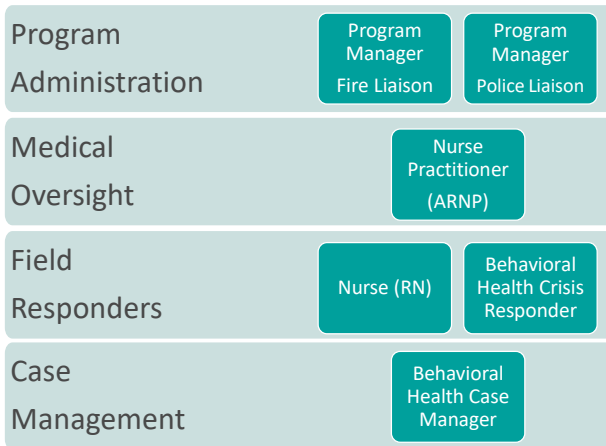 Program
Administration
Program
Manager
Fire Liaison
Program
Manager
Police Liaison
Medical
Oversight
Nurse
Practitioner
(ARNP)
Field
Responders
Nurse (RN)
Behavioral
Health Crisis
Responder
Case
Management
Behavioral
Health Case
Manager